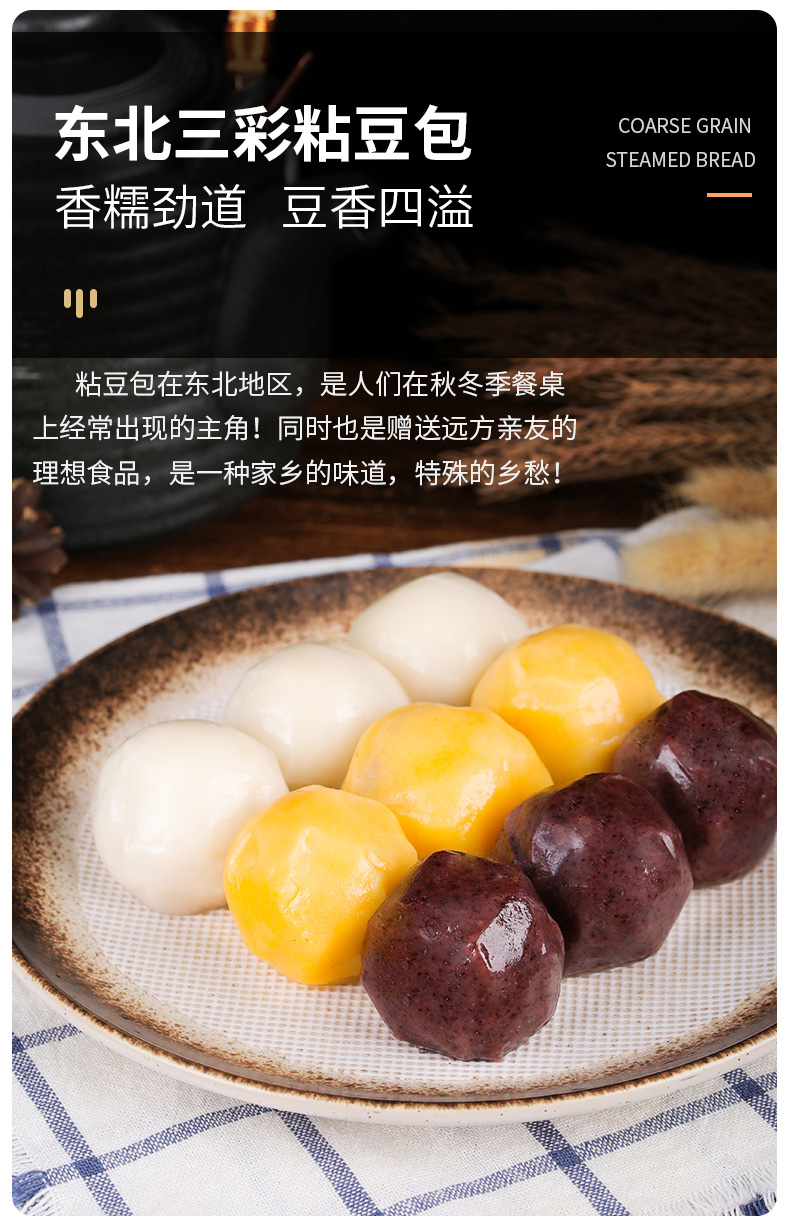 东北三彩粘豆包
香糯劲道 豆香四溢
COARSE GRAIN
STEAMED BREAD
粘豆包在东北地区，是人们在秋冬季餐桌
上经常出现的主角！同时也是赠送远方亲友的
理想食品，是一种家乡的味道，特殊的乡愁！